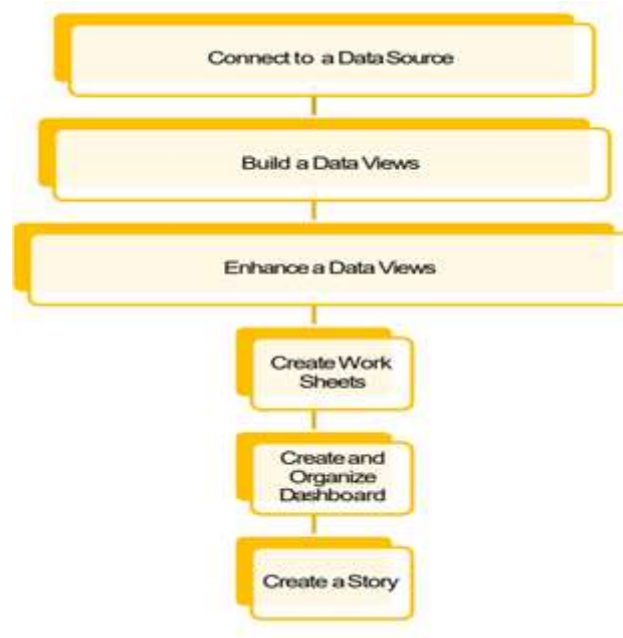 Connect to a Data Source
Build a Data Views
Enhance a Data Views
Create Work
Sheets
Create and
Organize
Dashboard
Create a Story